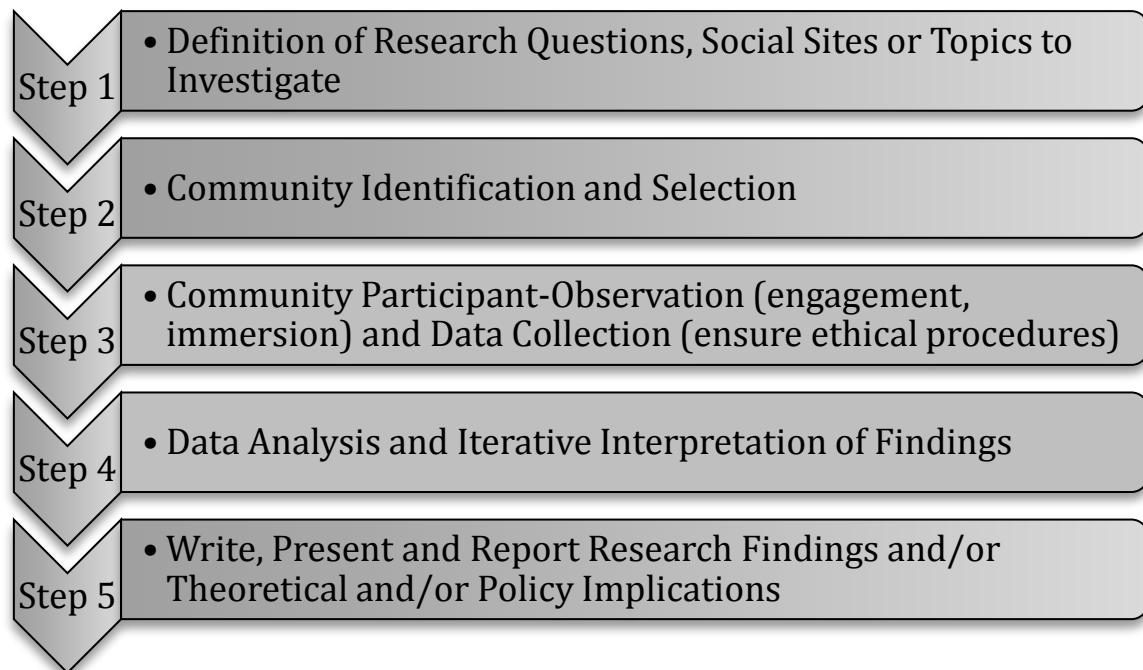 Step 1
• Definition of Research Questions, Social Sites or Topics to
Investigate
Step 2
• Community Identification and Selection
Step 3
• Community Participant-Observation (engagement,
immersion) and Data Collection (ensure ethical procedures)
Step 4
• Data Analysis and Iterative Interpretation of Findings
Step 5
• Write, Present and Report Research Findings and/or
Theoretical and/or Policy Implications